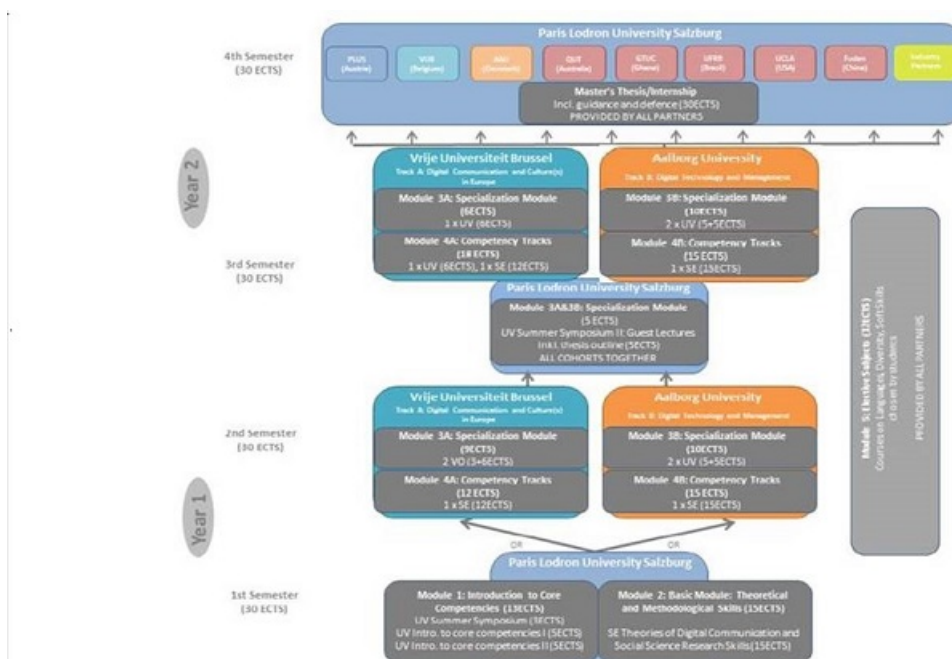 Paris Lodron University Salzburg
4th Semester
(30 ECTS)
PLUS
(Austria)
VUB
(Belgium)
AAU
(Denmark)
QUT
(Australia)
GTUC
(Ghana)
UFRB
(Brazil)
UCLA
(USA)
Fudan
(China)
Industry
Partners
Master's Thesis/Internship
Incl. guidance and defence (30ECTS)
PROVIDED BY ALL PARTNERS
Year 2
Vrije Universiteit Brussel
Track A: Digital Communication and Culture(s)
in Europe
Module 3A: Specialization Module
(6ECTS)
1 x UV (6ECTS)
Module 4A: Competency Tracks
(18 ECTS)
1 x UV (6ECTS), 1 x SE (12ECTS)
Aalborg University
Track B: Digital Technology and Management
Module 3B: Specialization Module
(10ECTS)
2 x UV (5+5ECTS)
Module 4B: Competency Tracks
(15 ECTS)
1 x SE (15ECTS)
3rd Semester
(30 ECTS)
Paris Lodron University Salzburg
Module 3A&3B: Specialization Module
(5 ECTS)
UV Summer Symposium II: Guest Lectures
Inkl. thesis outline (5ECTS)
ALL COHORTS TOGETHER
Vrije Universiteit Brussel
Track A: Digital Communication and Culture(s)
in Europe
Module 3A: Specialization Module
(9ECTS)
2 VO (3+6ECTS)
Module 4A: Competency Tracks
(12 ECTS)
1 x SE (12ECTS)
Aalborg University
Track B: Digital Technology and Management
Module 3B: Specialization Module
(10ECTS)
2 x UV (5+5ECTS)
Module 4B: Competency Tracks
(15 ECTS)
1 x SE (15ECTS)
2nd Semester
(30 ECTS)
Year 1
OR
OR
Paris Lodron University Salzburg
1st Semester
(30 ECTS)
Module 1: Introduction to Core
Competencies (13ECTS)
UV Summer Symposium (3ECTS)
UV Intro. to core competencies I (5ECTS)
UV Intro. to core competencies II (5ECTS)
Module 2: Basic Module: Theoretical
and Methodological Skills (15ECTS)
SE Theories of Digital Communication and
Social Science Research Skills (15ECTS)
Module 5: Elective Subjects (12ECTS)
Courses on Languages, Diversity, Soft Skills
chosen by students
PROVIDED BY ALL PARTNERS